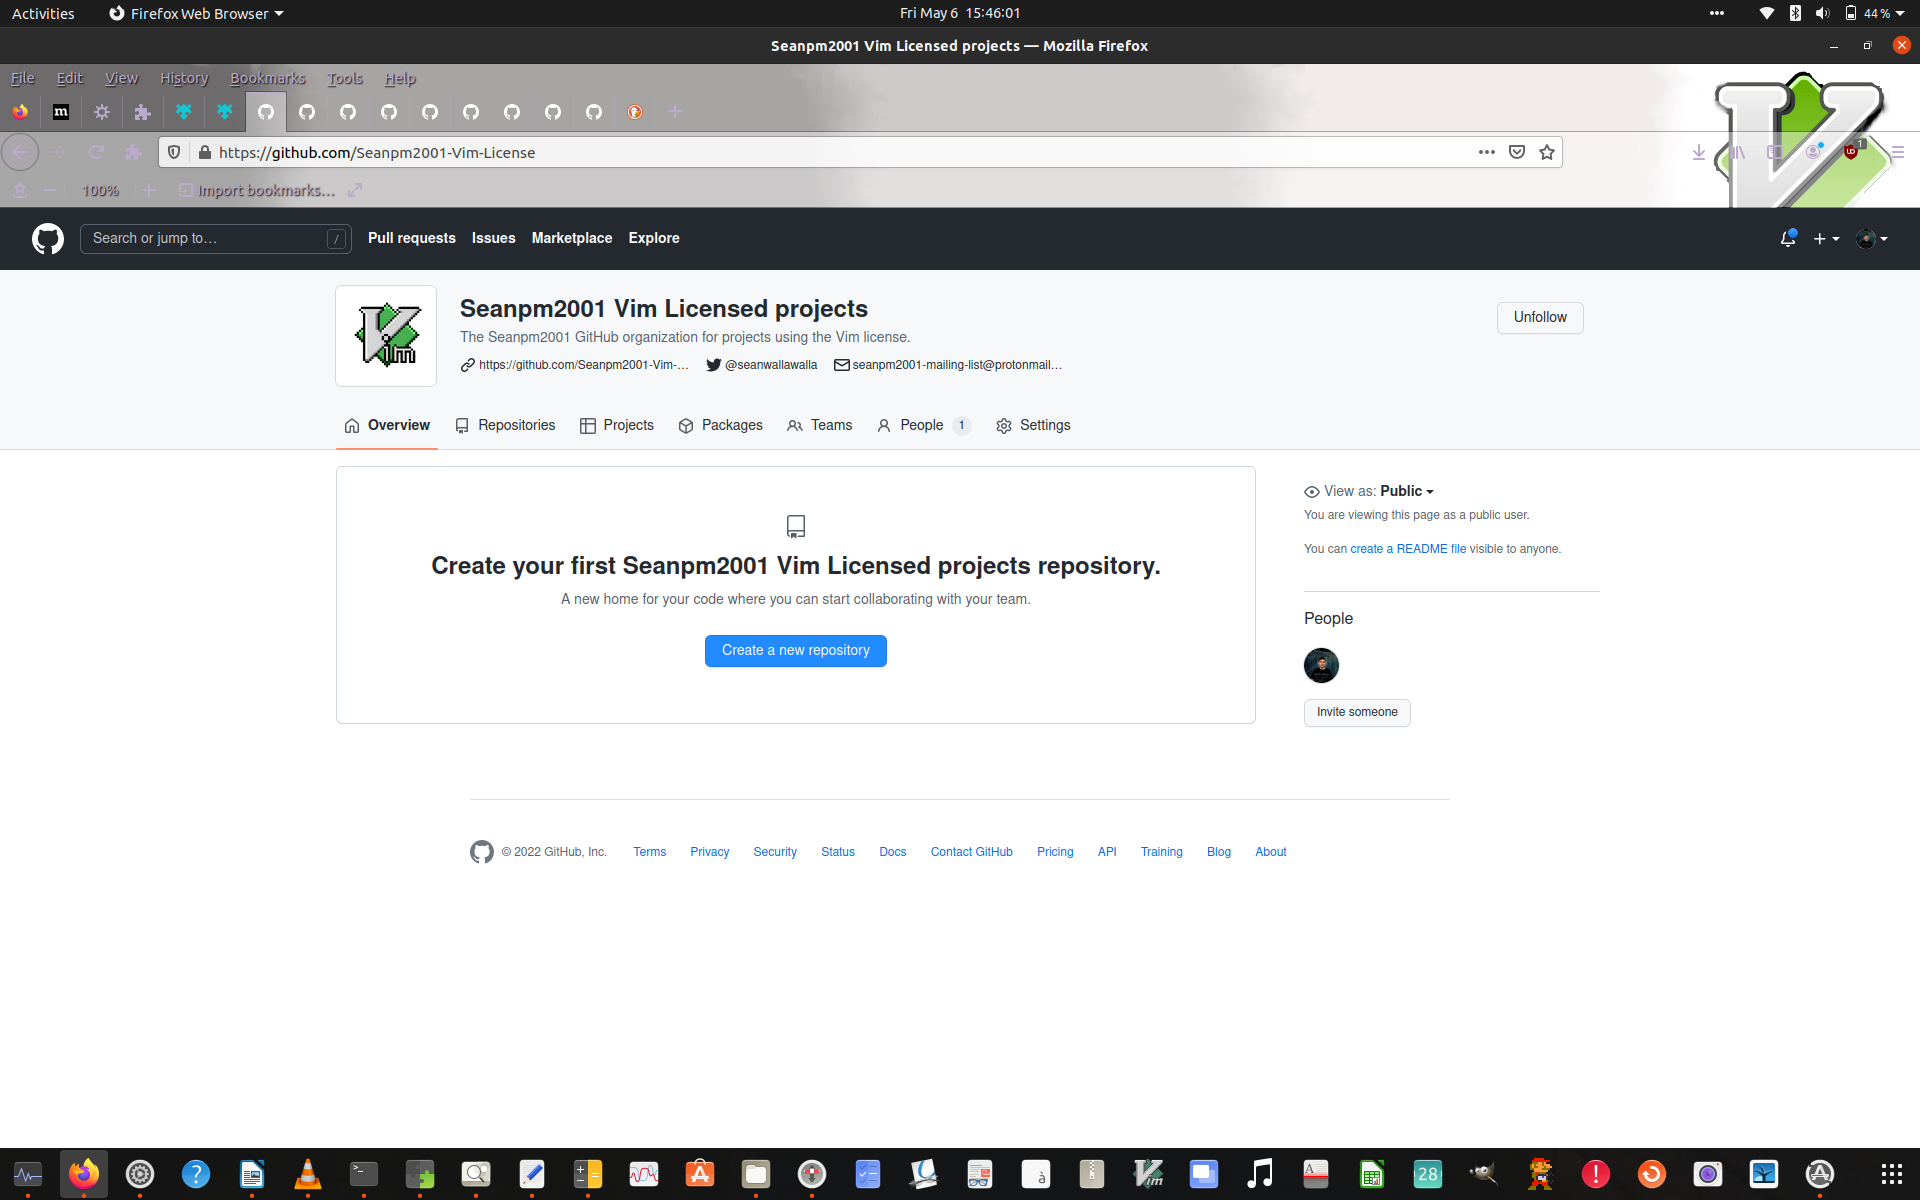 Activities Firefox Web Browser Fri May 6 15:46:01 44 %
Seanpm2001 Vim Licensed projects — Mozilla Firefox
File Edit View History Bookmarks Tools Help
m
https://github.com/Seanpm2001-Vim-License 1
100% Import bookmarks...
Search or jump to… / Pull requests Issues Marketplace Explore
Seanpm2001 Vim Licensed projects
Unfollow
The Seanpm2001 GitHub organization for projects using the Vim license.
https://github.com/Seanpm2001-Vim-… @seanwallawalla seanpm2001-mailing-list@protonmail…
Overview Repositories Projects Packages Teams People 1 Settings
View as: Public
You are viewing this page as a public user.
You can create a README file visible to anyone.
Create your first Seanpm2001 Vim Licensed projects repository.
A new home for your code where you can start collaborating with your team.
Create a new repository
People
Invite someone
© 2022 GitHub, Inc. Terms Privacy Security Status Docs Contact GitHub Pricing API Training Blog About
28